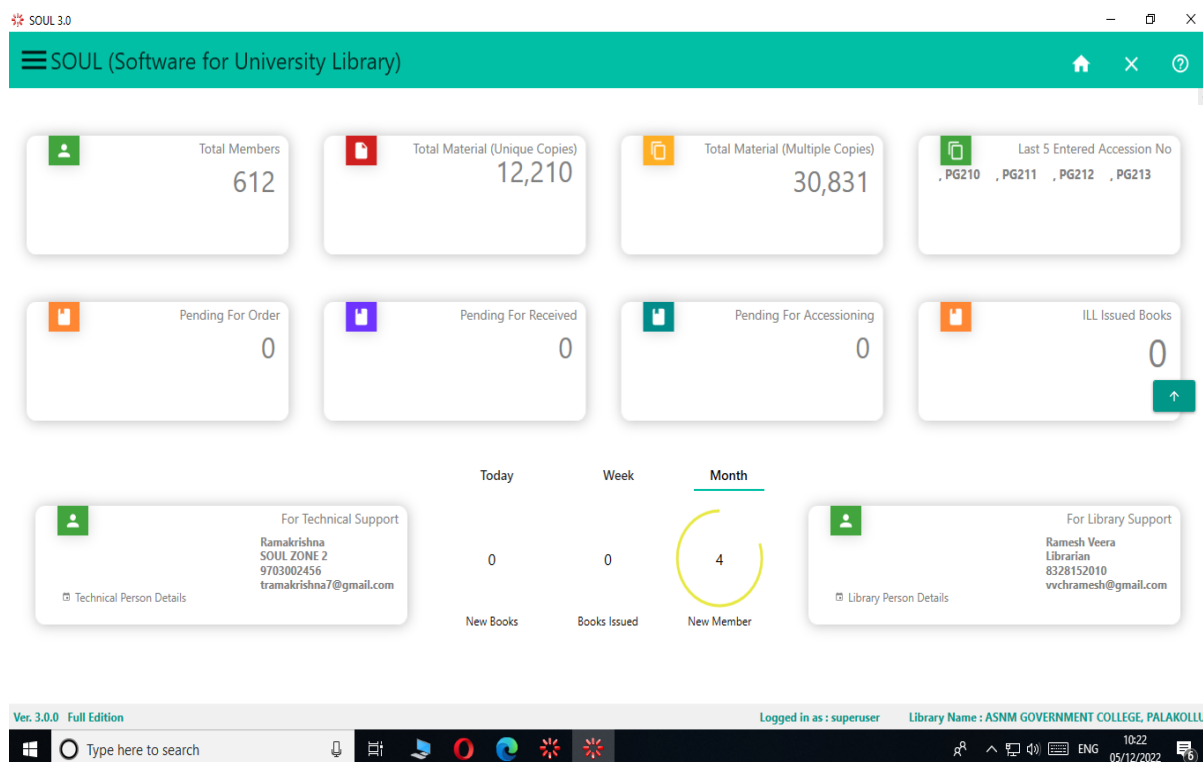 SOUL 3.0
SOUL (Software for University Library)
Total Members
612
Total Material (Unique Copies)
12,210
Total Material (Multiple Copies)
30,831
Last 5 Entered Accession No
, PG210 , PG211 , PG212 , PG213
Pending For Order
0
Pending For Received
0
Pending For Accessioning
0
ILL Issued Books
0
Today Week Month
For Technical Support
Ramakrishna
SOUL ZONE 2
9703002456
tramakrishna7@gmail.com
Technical Person Details
0
New Books
0
Books Issued
4
New Member
For Library Support
Ramesh Veera
Librarian
8328152010
vvchramesh@gmail.com
Library Person Details
Ver. 3.0.0 Full Edition
Logged in as : superuser
Library Name : ASNM GOVERNMENT COLLEGE, PALAKOLLU
Type here to search
ENG
10:22
05/12/2022
6